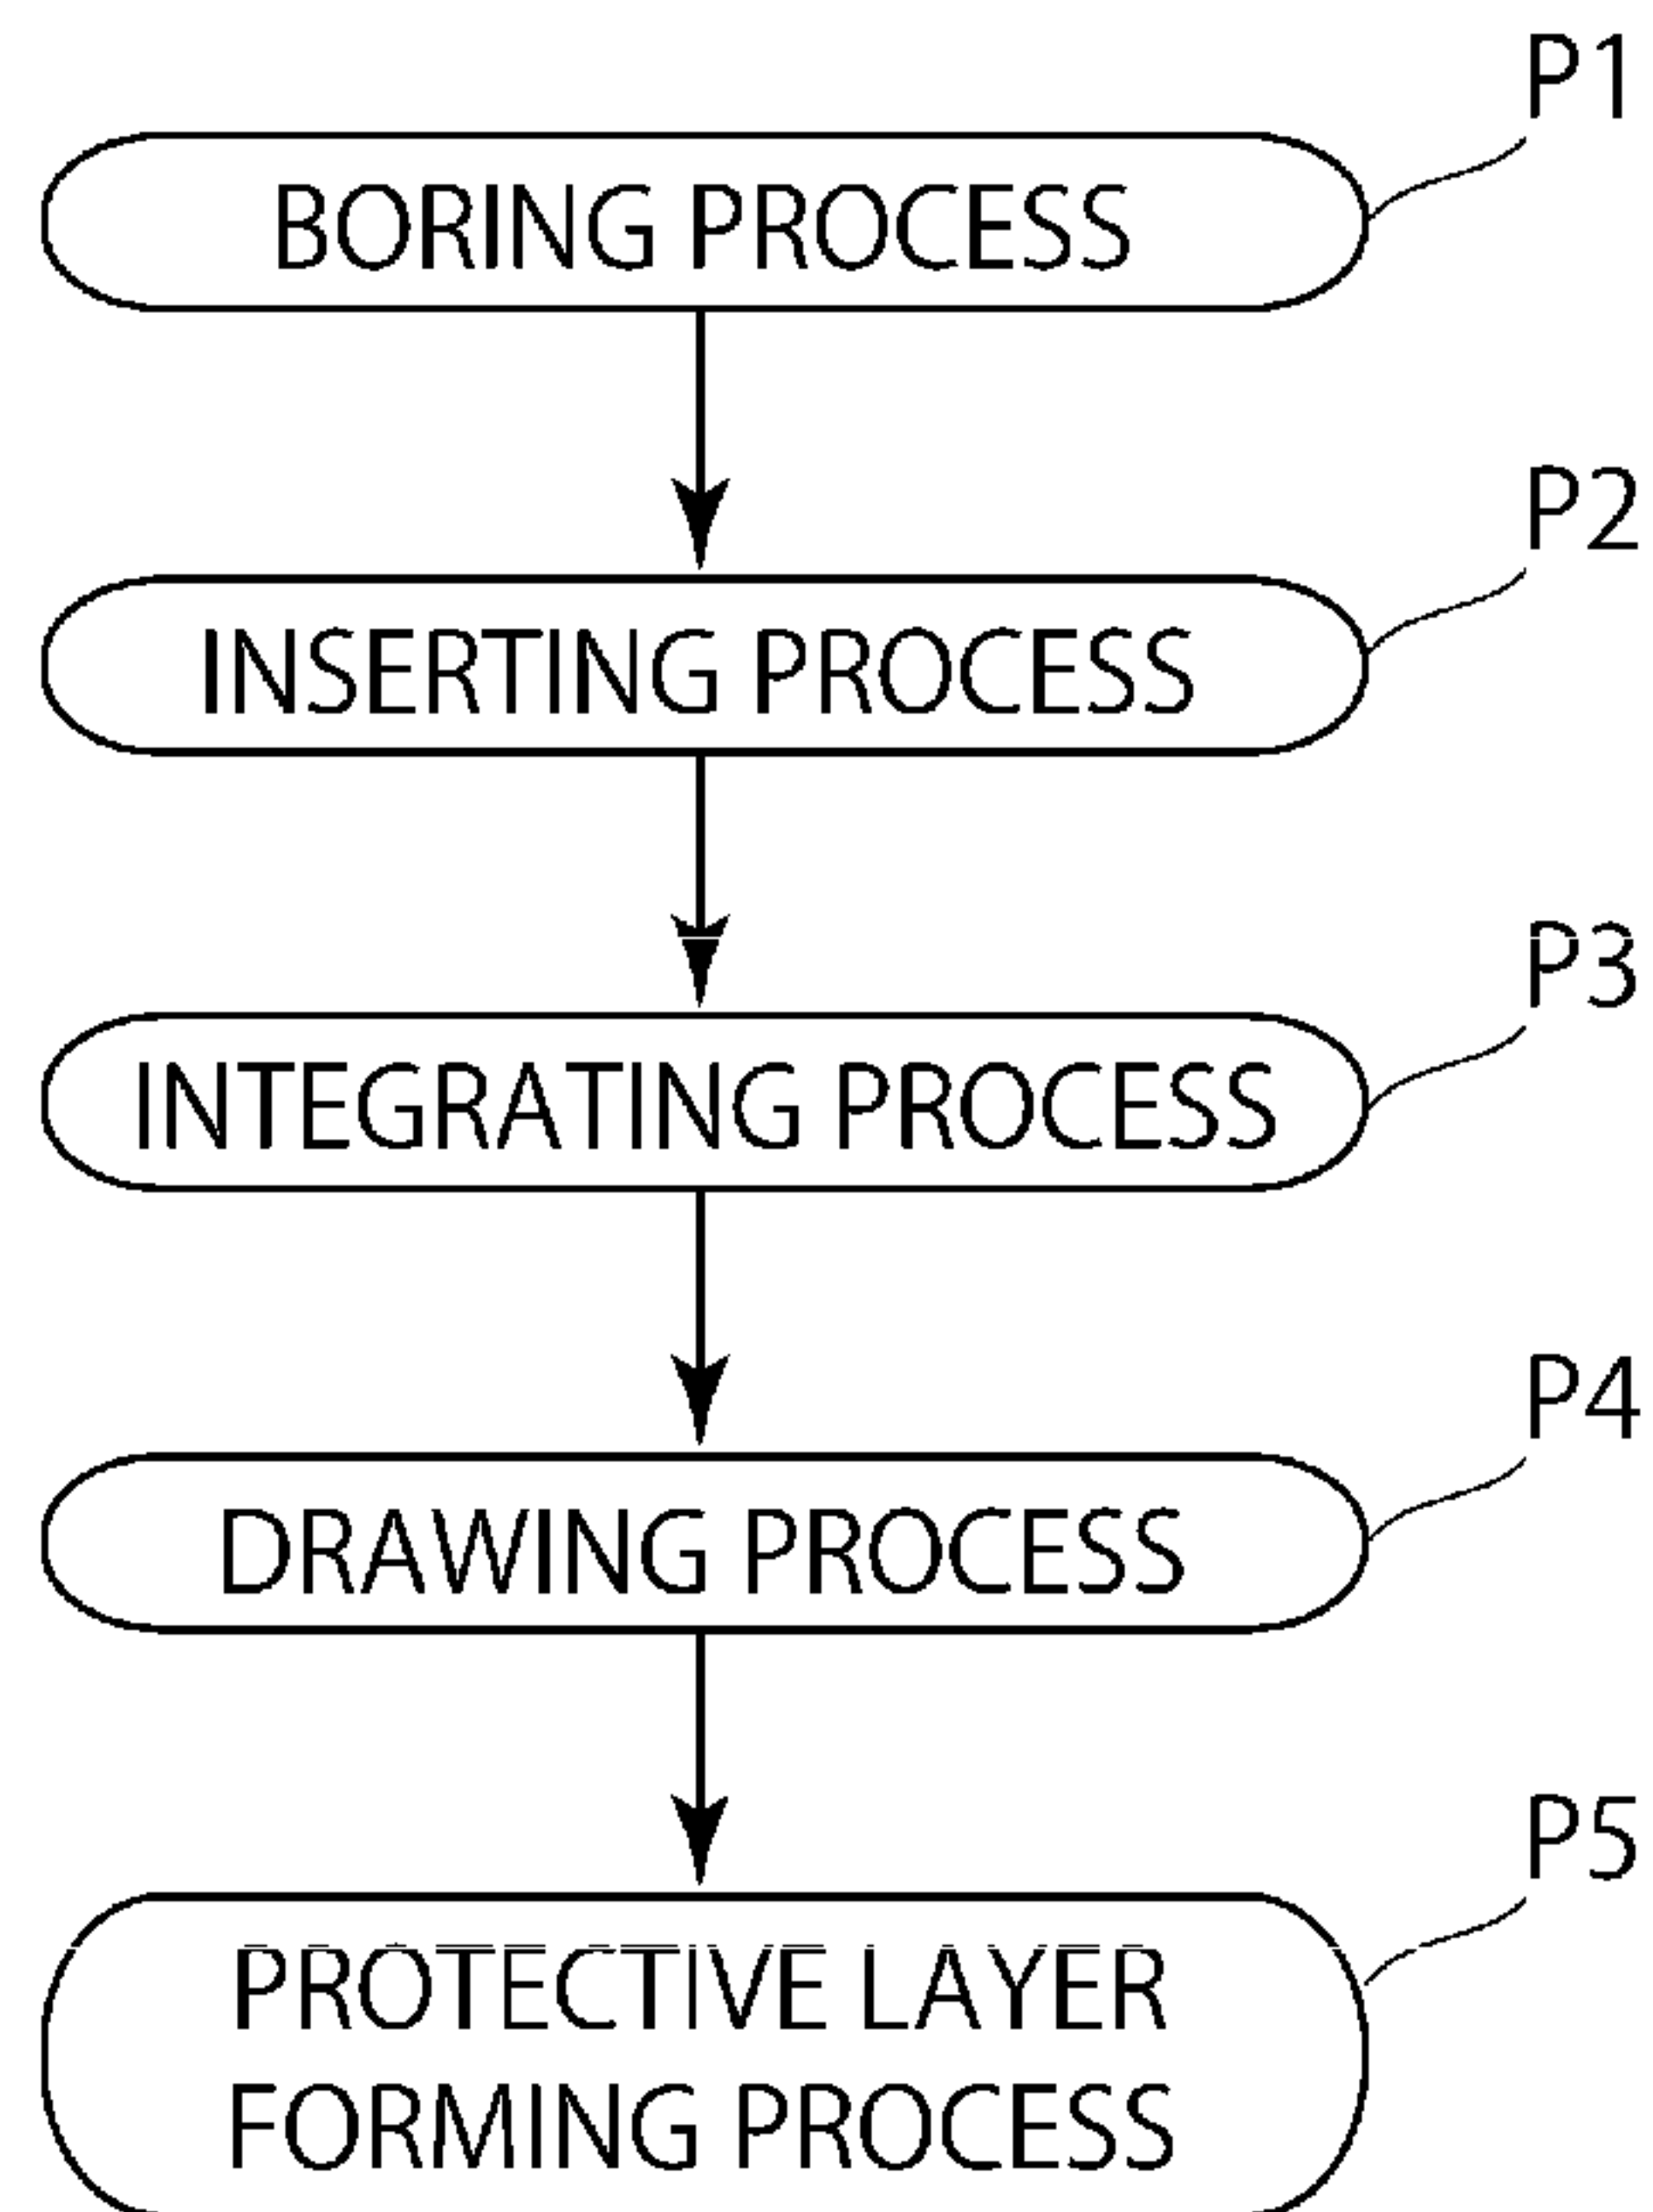 P1
BORING PROCESS
P2
INSERTING PROCESS
P3
INTEGRATING PROCESS
P4
DRAWING PROCESS
P5
PROTECTIVE LAYER
FORMING PROCESS